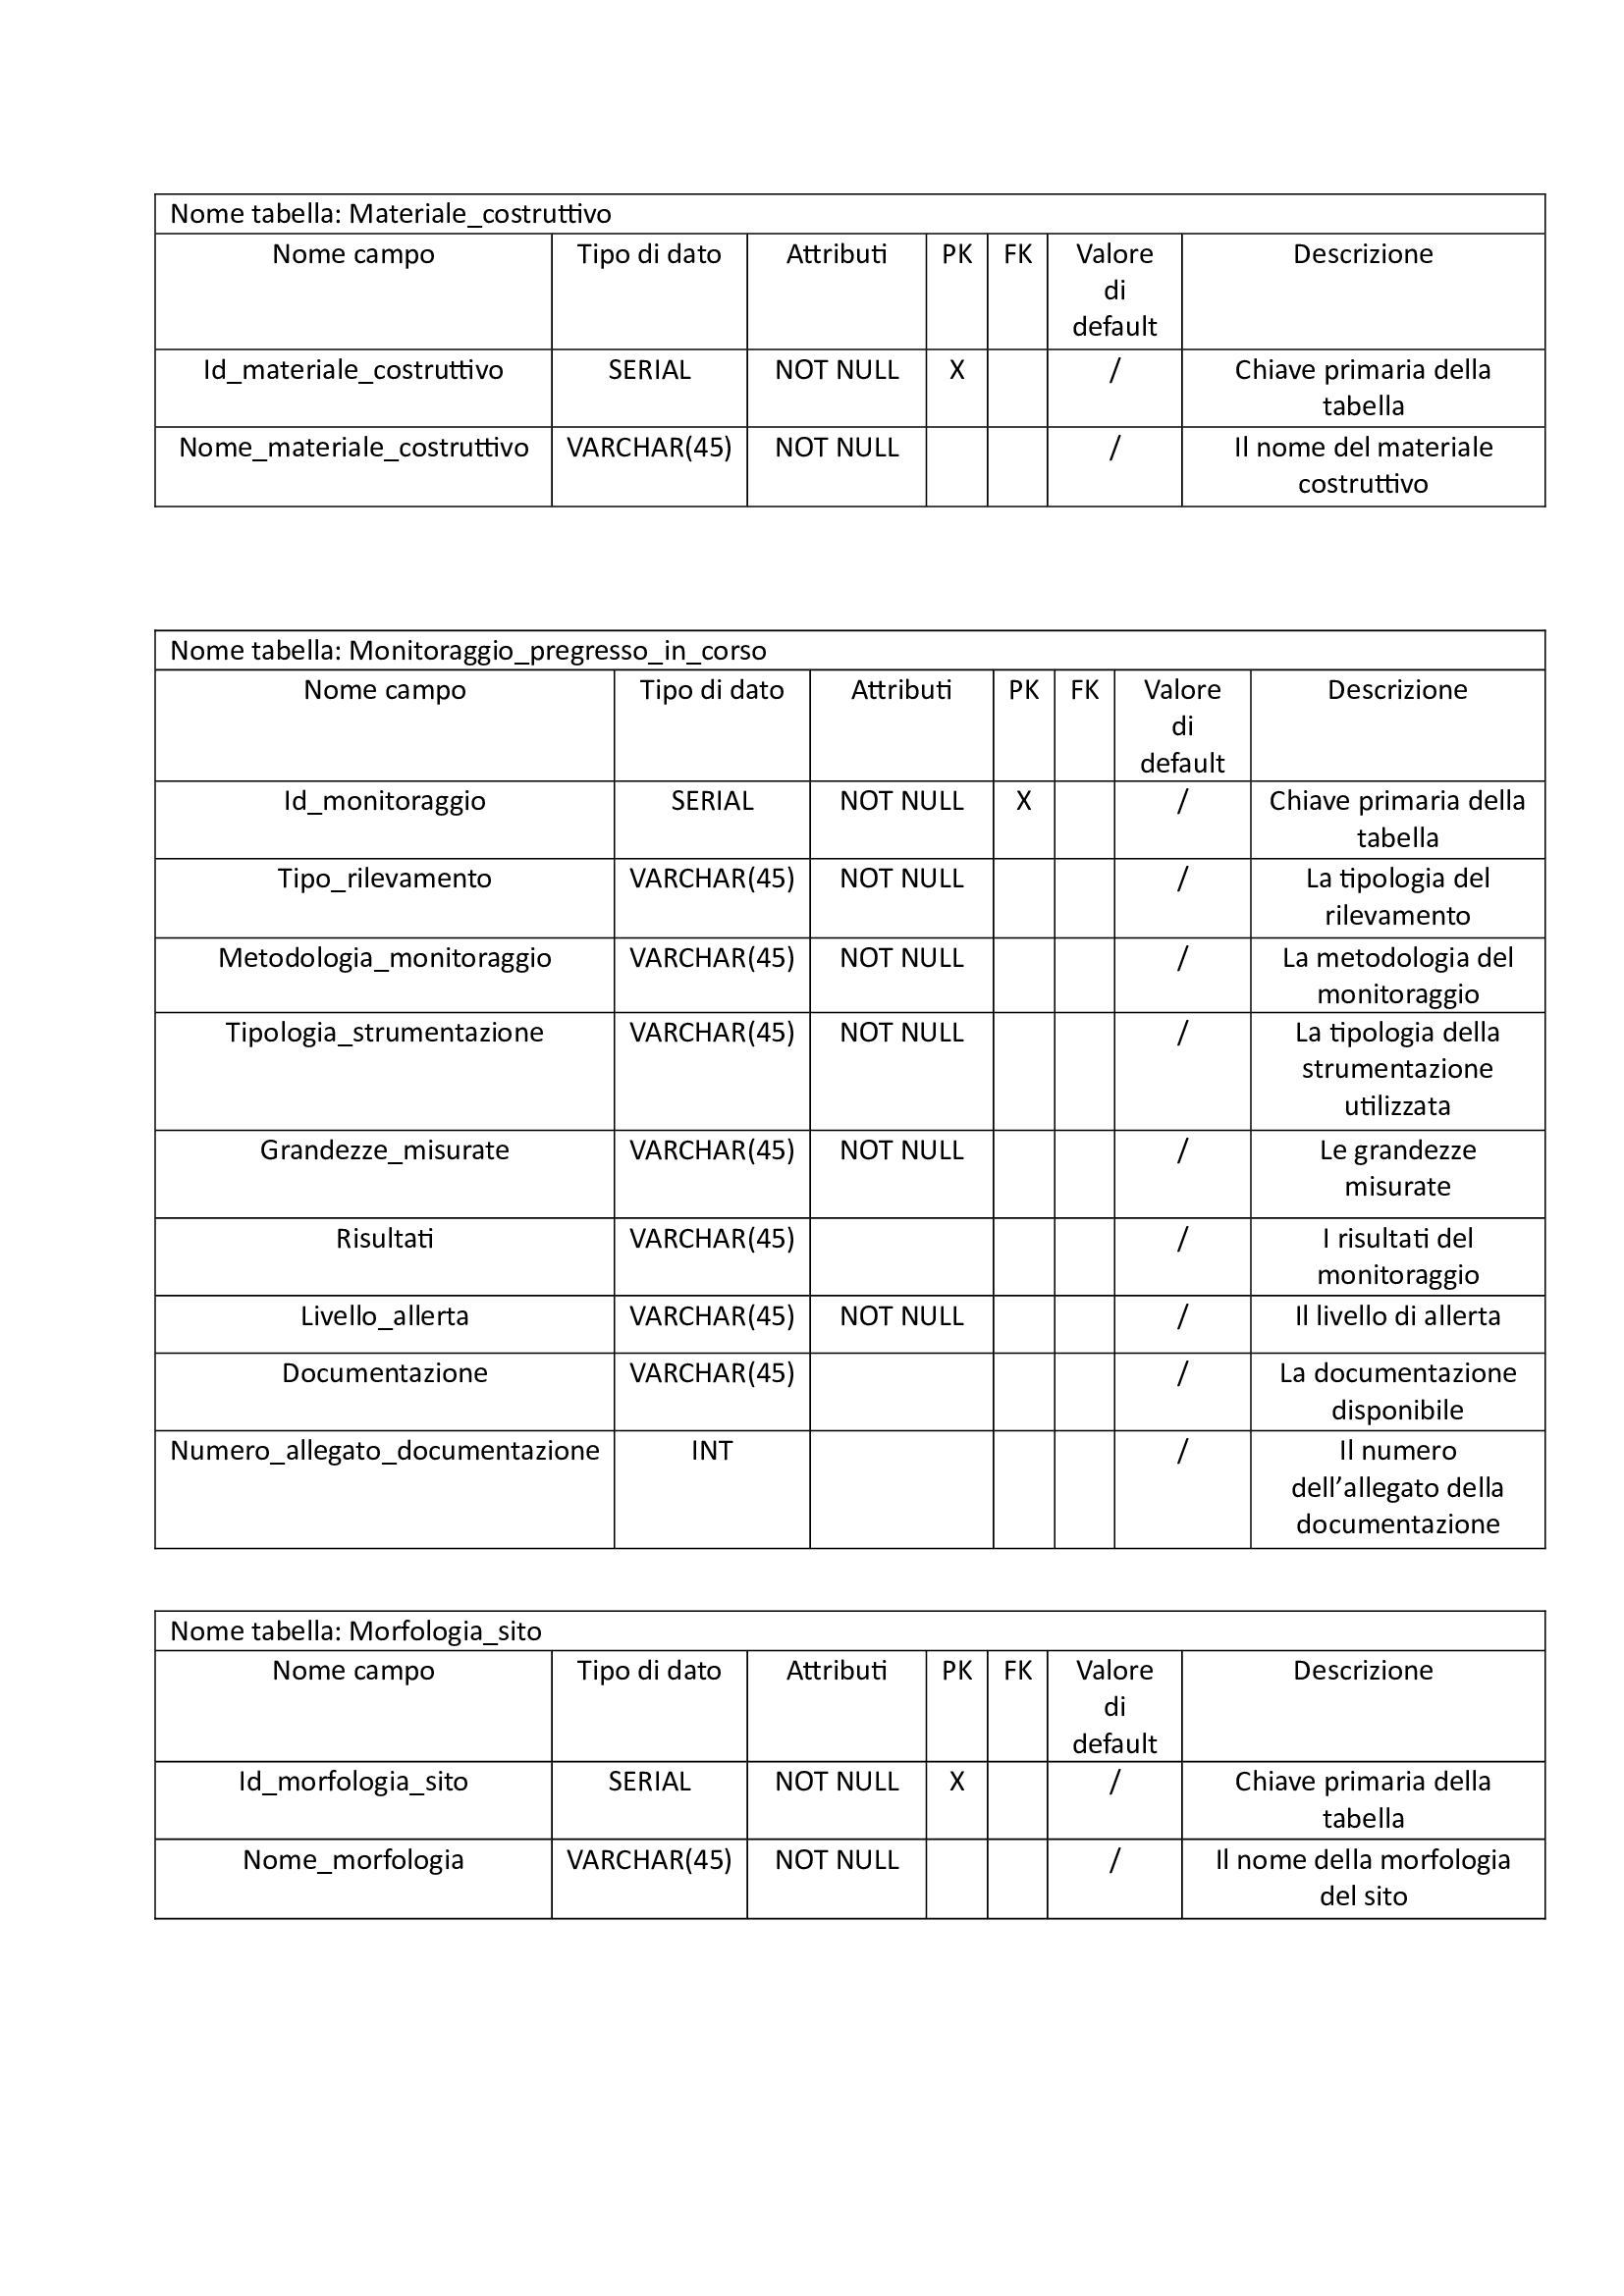 Nome tabella: Materiale_costruttivo
Nome campo Tipo di dato Attributi PK FK Valore Descrizione
di
default
Id_materiale_costruttivo SERIAL NOT NULL X / Chiave primaria della
tabella
Nome_materiale_costruttivo VARCHAR(45) NOT NULL / Il nome del materiale
costruttivo
Nome tabella: Monitoraggio_pregresso_in_corso
Nome campo Tipo di dato Attributi PK FK Valore Descrizione
di
default
Id_monitoraggio SERIAL NOT NULL X / Chiave primaria della
tabella
Tipo_rilevamento VARCHAR(45) NOT NULL / La tipologia del
rilevamento
Metodologia_monitoraggio VARCHAR(45) NOT NULL / La metodologia del
monitoraggio
Tipologia_strumentazione VARCHAR(45) NOT NULL / La tipologia della
strumentazione
utilizzata
Grandezze_misurate VARCHAR(45) NOT NULL / Le grandezze
misurate
Risultati VARCHAR(45) / I risultati del
monitoraggio
Livello_allerta VARCHAR(45) NOT NULL / Il livello di allerta
Documentazione VARCHAR(45) / La documentazione
disponibile
Numero_allegato_documentazione INT / Il numero
dell’allegato della
documentazione
Nome tabella: Morfologia_sito
Nome campo Tipo di dato Attributi PK FK Valore Descrizione
di
default
Id_morfologia_sito SERIAL NOT NULL X / Chiave primaria della
tabella
Nome_morfologia VARCHAR(45) NOT NULL / Il nome della morfologia
del sito